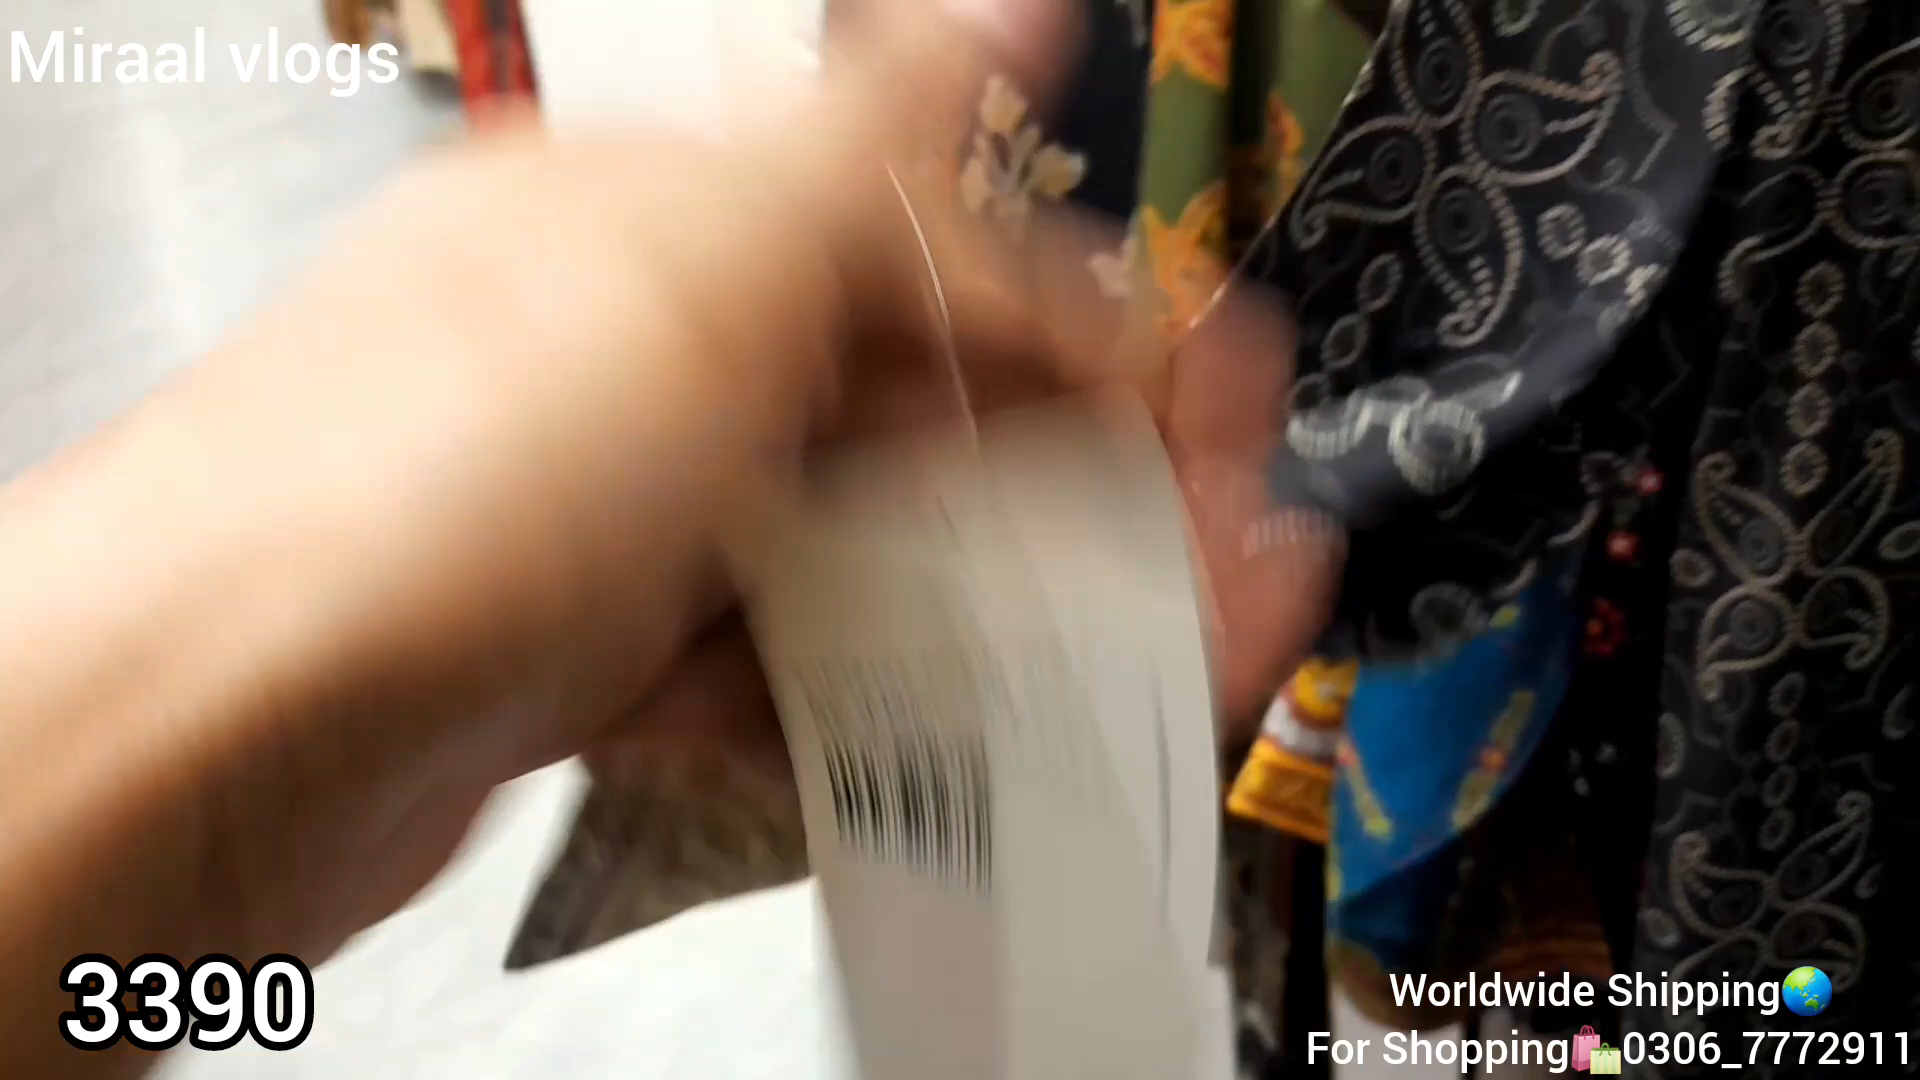 Miraal vlogs
3390
Worldwide Shipping🌏
For Shopping🛍️0306_7772911